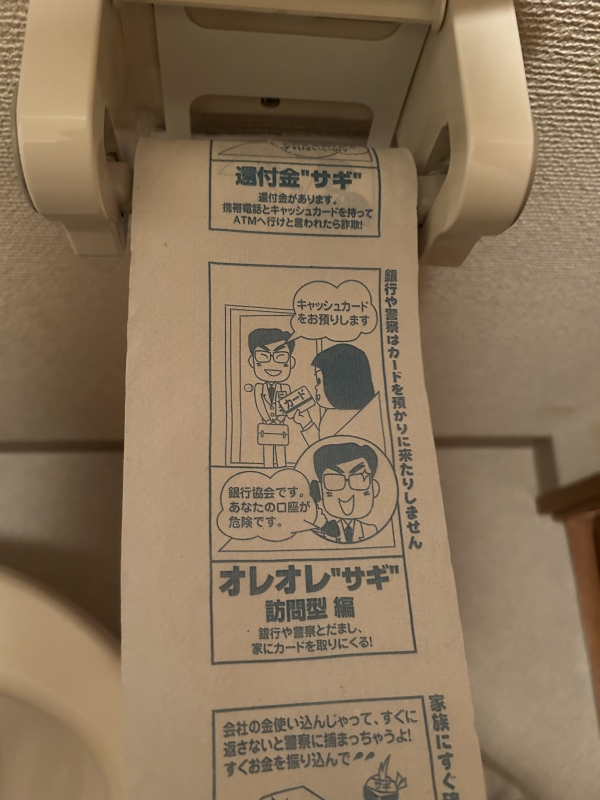 還付金"サギ"
還付金があります。
携帯電話とキャッシュカードを持って
ATMへ行けと言われたら詐欺!
銀行や警察はカードを預かりに来たりしません
キャッシュカード
をお預りします
カード
銀行協会です。
あなたの口座が
危険です。
オレオレ"サギ"
訪問型 編
銀行や警察とだまし、
家にカードを取りにくる!
家族にすぐ
会社の金使い込んじゃって、すぐに
返さないと警察に捕まっちゃうよ!
すぐお金を振り込んで
サギ